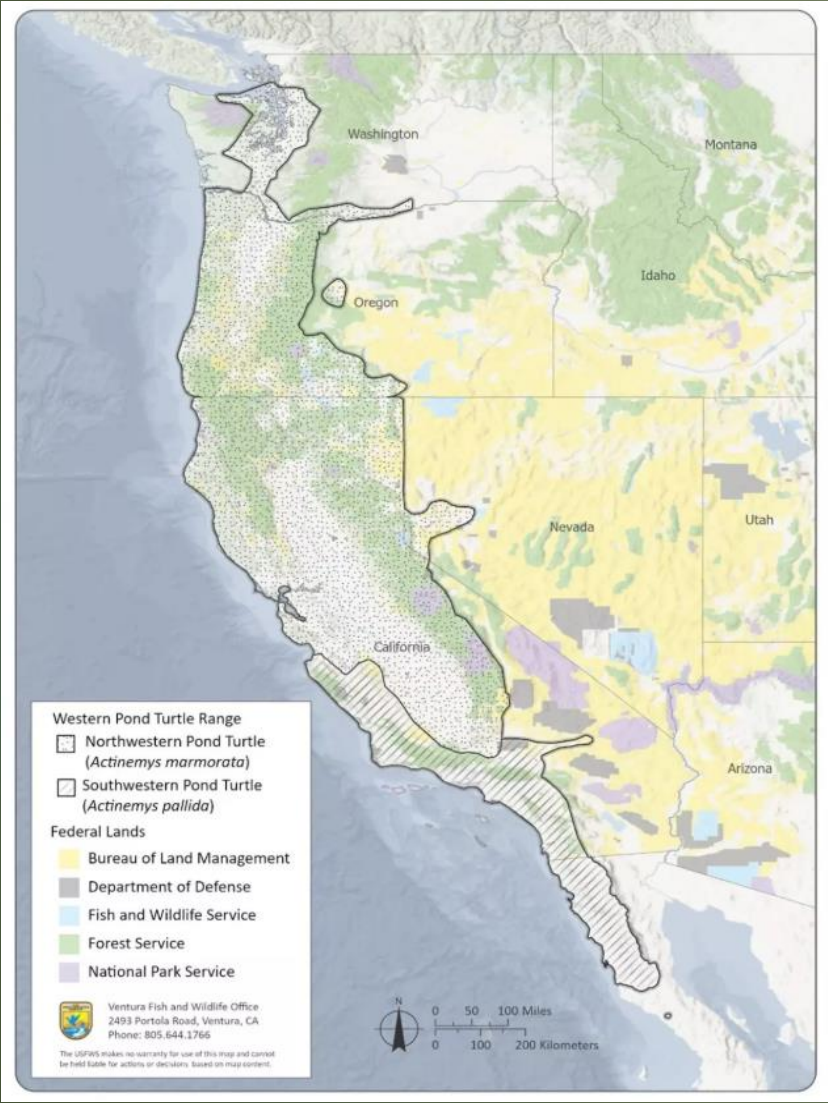 Washington
Montana
Idaho
Oregon
Nevada
Utah
California
Arizona
Western Pond Turtle Range
Northwestern Pond Turtle
(Actinemys marmorata)
Southwestern Pond Turtle
(Actinemys pallida)
Federal Lands
Bureau of Land Management
Department of Defense
Fish and Wildlife Service
Forest Service
National Park Service
Ventura Fish and Wildlife Office
2493 Portola Road, Ventura, CA
Phone: 805.644.1766
The USFWS makes no warranty for use of this map and cannot
be held liable for actions or decisions based on map content.
N
0 50 100 Miles
0 100 200 Kilometers